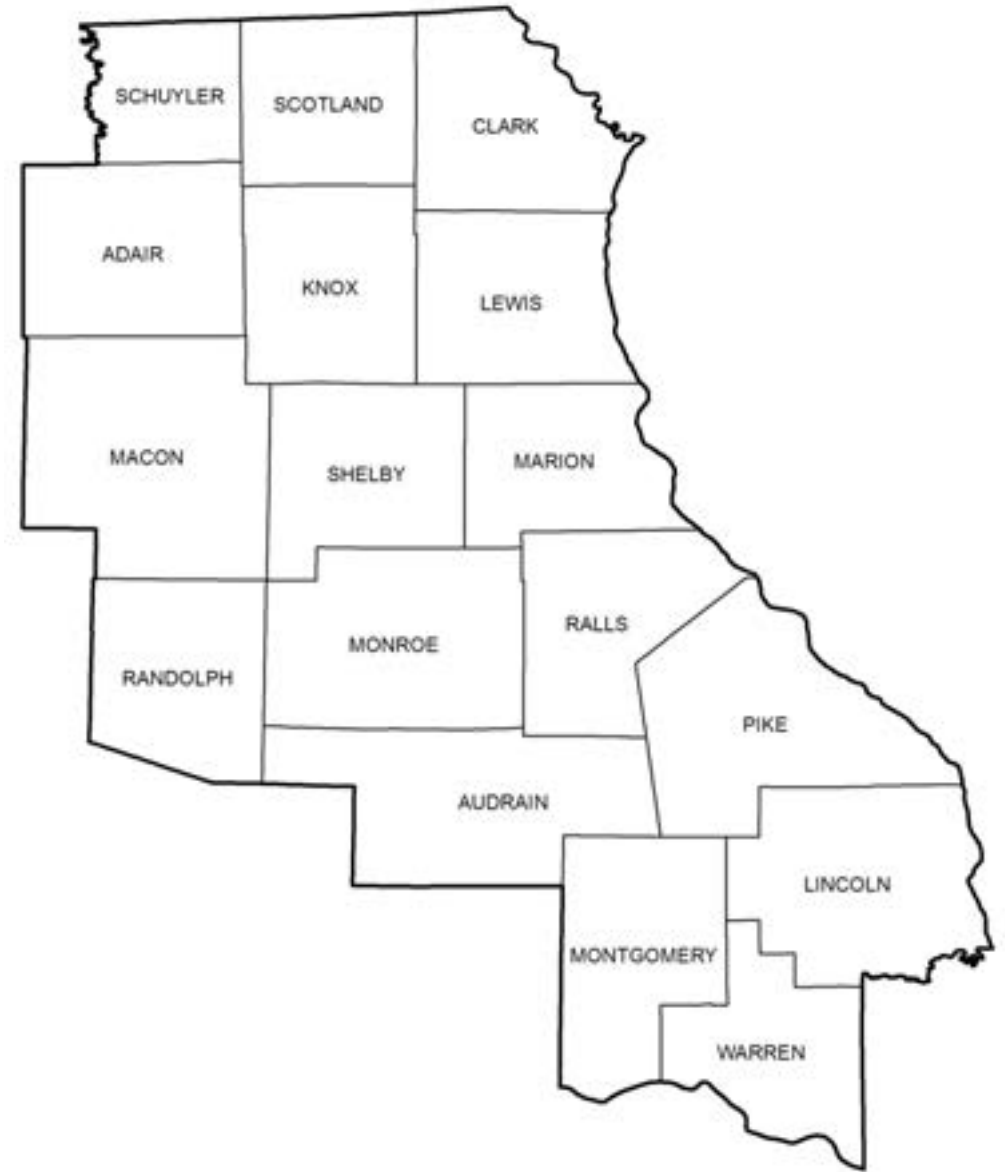 SCHUYLER
SCOTLAND
CLARK
ADAIR
KNOX
LEWIS
MACON
SHELBY
MARION
RANDOLPH
MONROE
RALLS
PIKE
AUDRAIN
LINCOLN
MONTGOMERY
WARREN